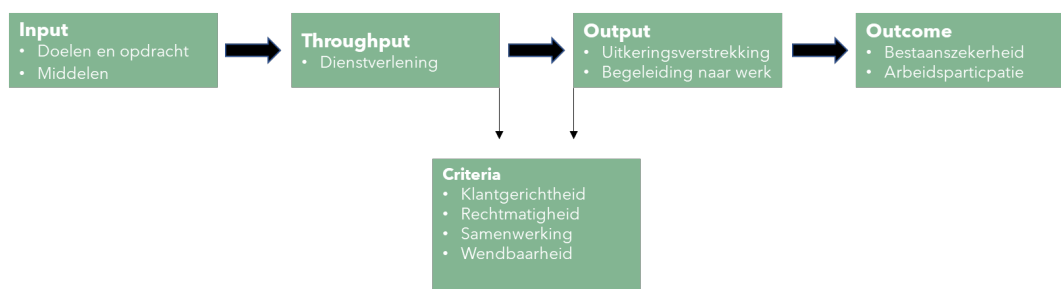 Input
• Doelen en opdracht
• Middelen
Throughput
• Dienstverlening
Output
• Uitkeringsverstrekking
• Begeleiding naar werk
Outcome
• Bestaanszekerheid
• Arbeidsparticpatie
Criteria
• Klantgerichtheid
• Rechtmatigheid
• Samenwerking
• Wendbaarheid